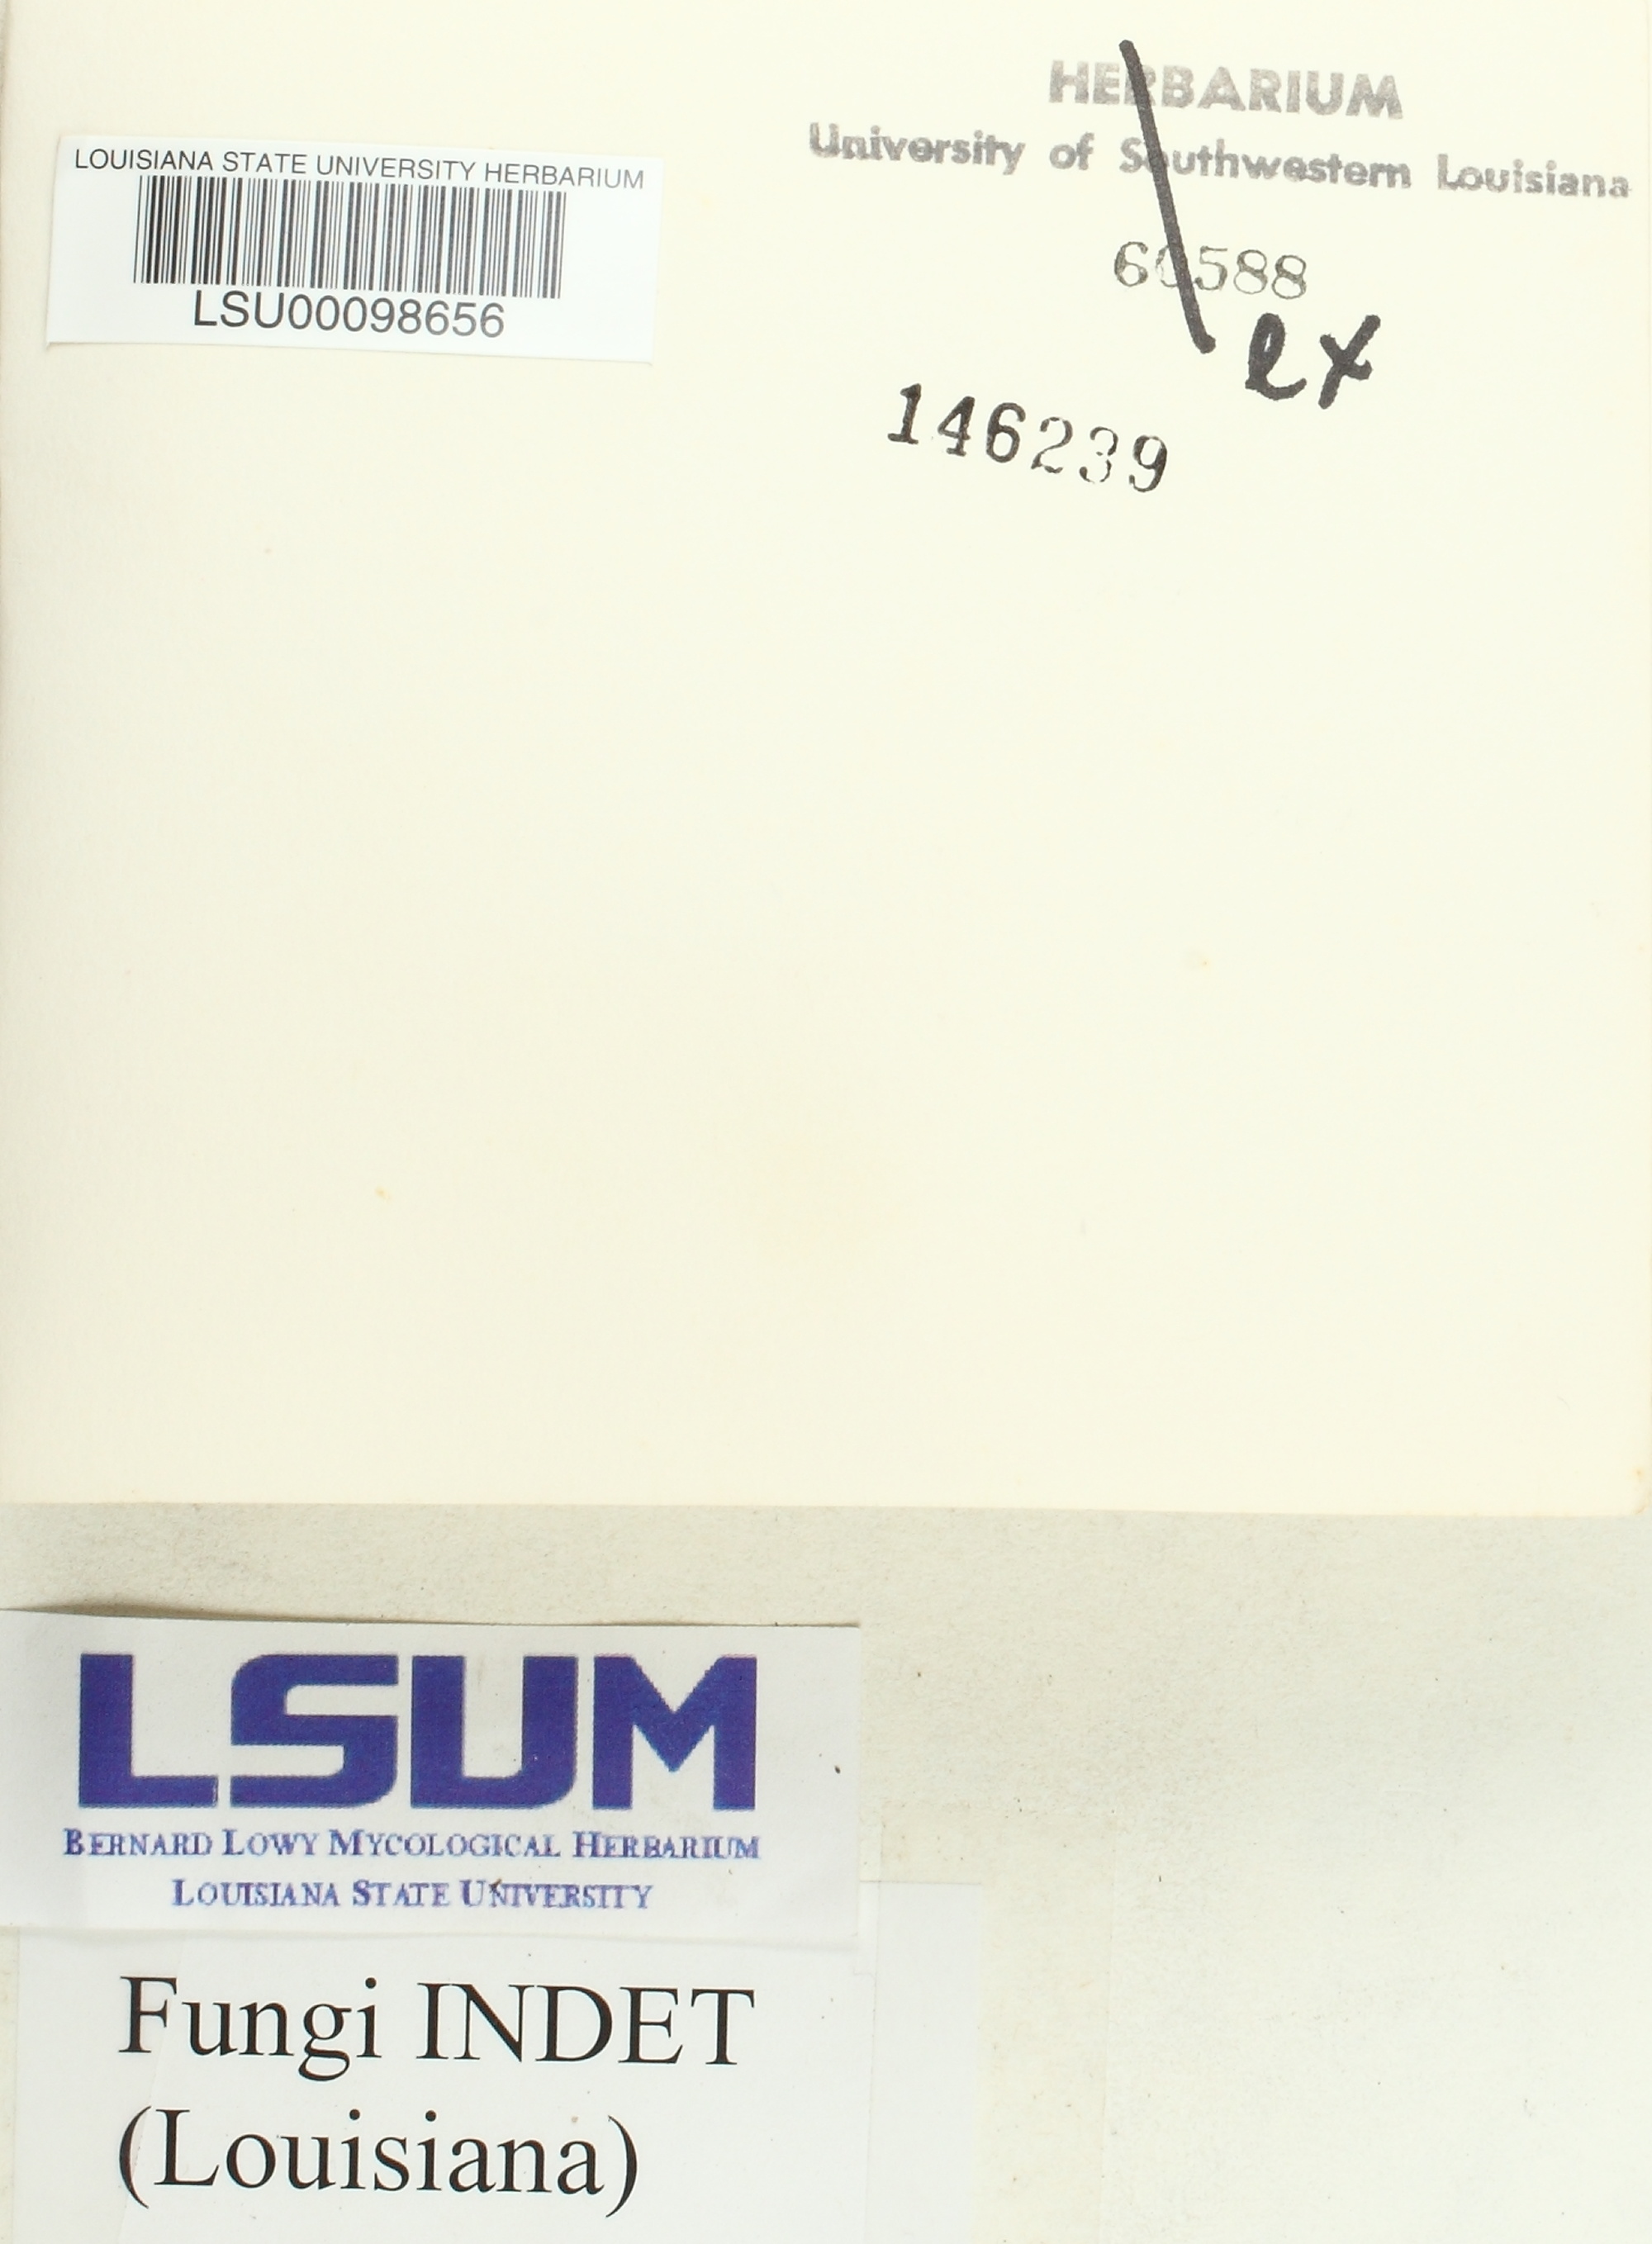 HERBARIUM
University of Southwestern Louisiana
LOUISIANA STATE UNIVERSITY HERBARIUM
LSU00098656
ex
146239
LSUM
BERNARD LOWY MYCOLOGICAL HERBARIUM
LOUISIANA STATE UNIVERSITY
Fungi INDET
(Louisiana)